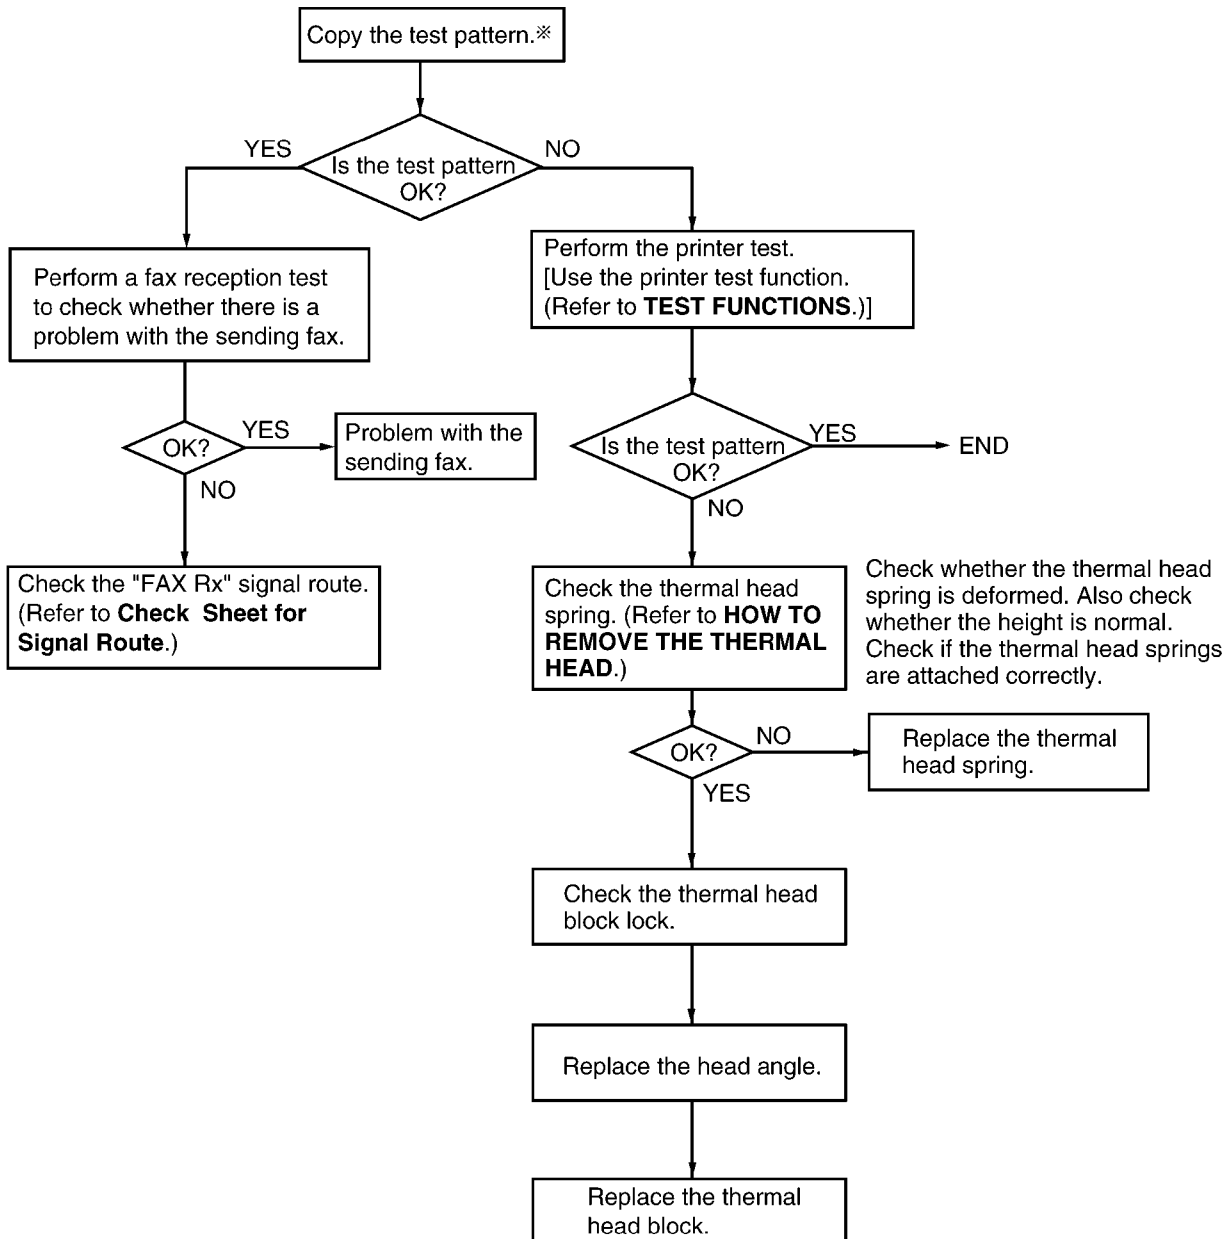 Copy the test pattern.※
YES
NO
Is the test pattern
OK?
Perform a fax reception test
to check whether there is a
problem with the sending fax.
Perform the printer test.
[Use the printer test function.
(Refer to TEST FUNCTIONS.)]
OK?
YES
Problem with the
sending fax.
NO
Is the test pattern
OK?
YES
END
NO
Check the "FAX Rx" signal route.
(Refer to Check Sheet for
Signal Route.)
Check the thermal head
spring. (Refer to HOW TO
REMOVE THE THERMAL
HEAD.)
Check whether the thermal head
spring is deformed. Also check
whether the height is normal.
Check if the thermal head springs
are attached correctly.
OK?
NO
Replace the thermal
head spring.
YES
Check the thermal head
block lock.
Replace the head angle.
Replace the thermal
head block.